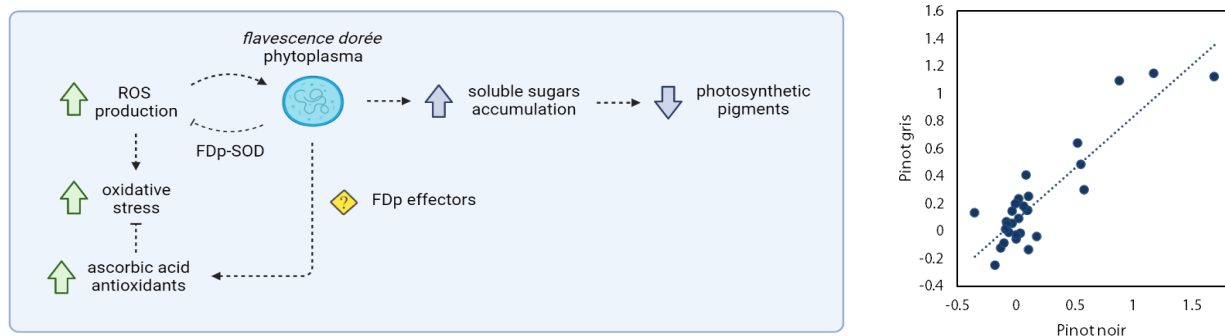 flavescence dorée
phytoplasma
ROS
production
soluble sugars
accumulation
photosynthetic
pigments
FDp-SOD
oxidative
stress
?
FDp effectors
ascorbic acid
antioxidants
Pinot gris
1.6
1.4
1.2
1
0.8
0.6
0.4
0.2
0
-0.2
-0.4
-0.5
0
0.5
1
1.5
Pinot noir